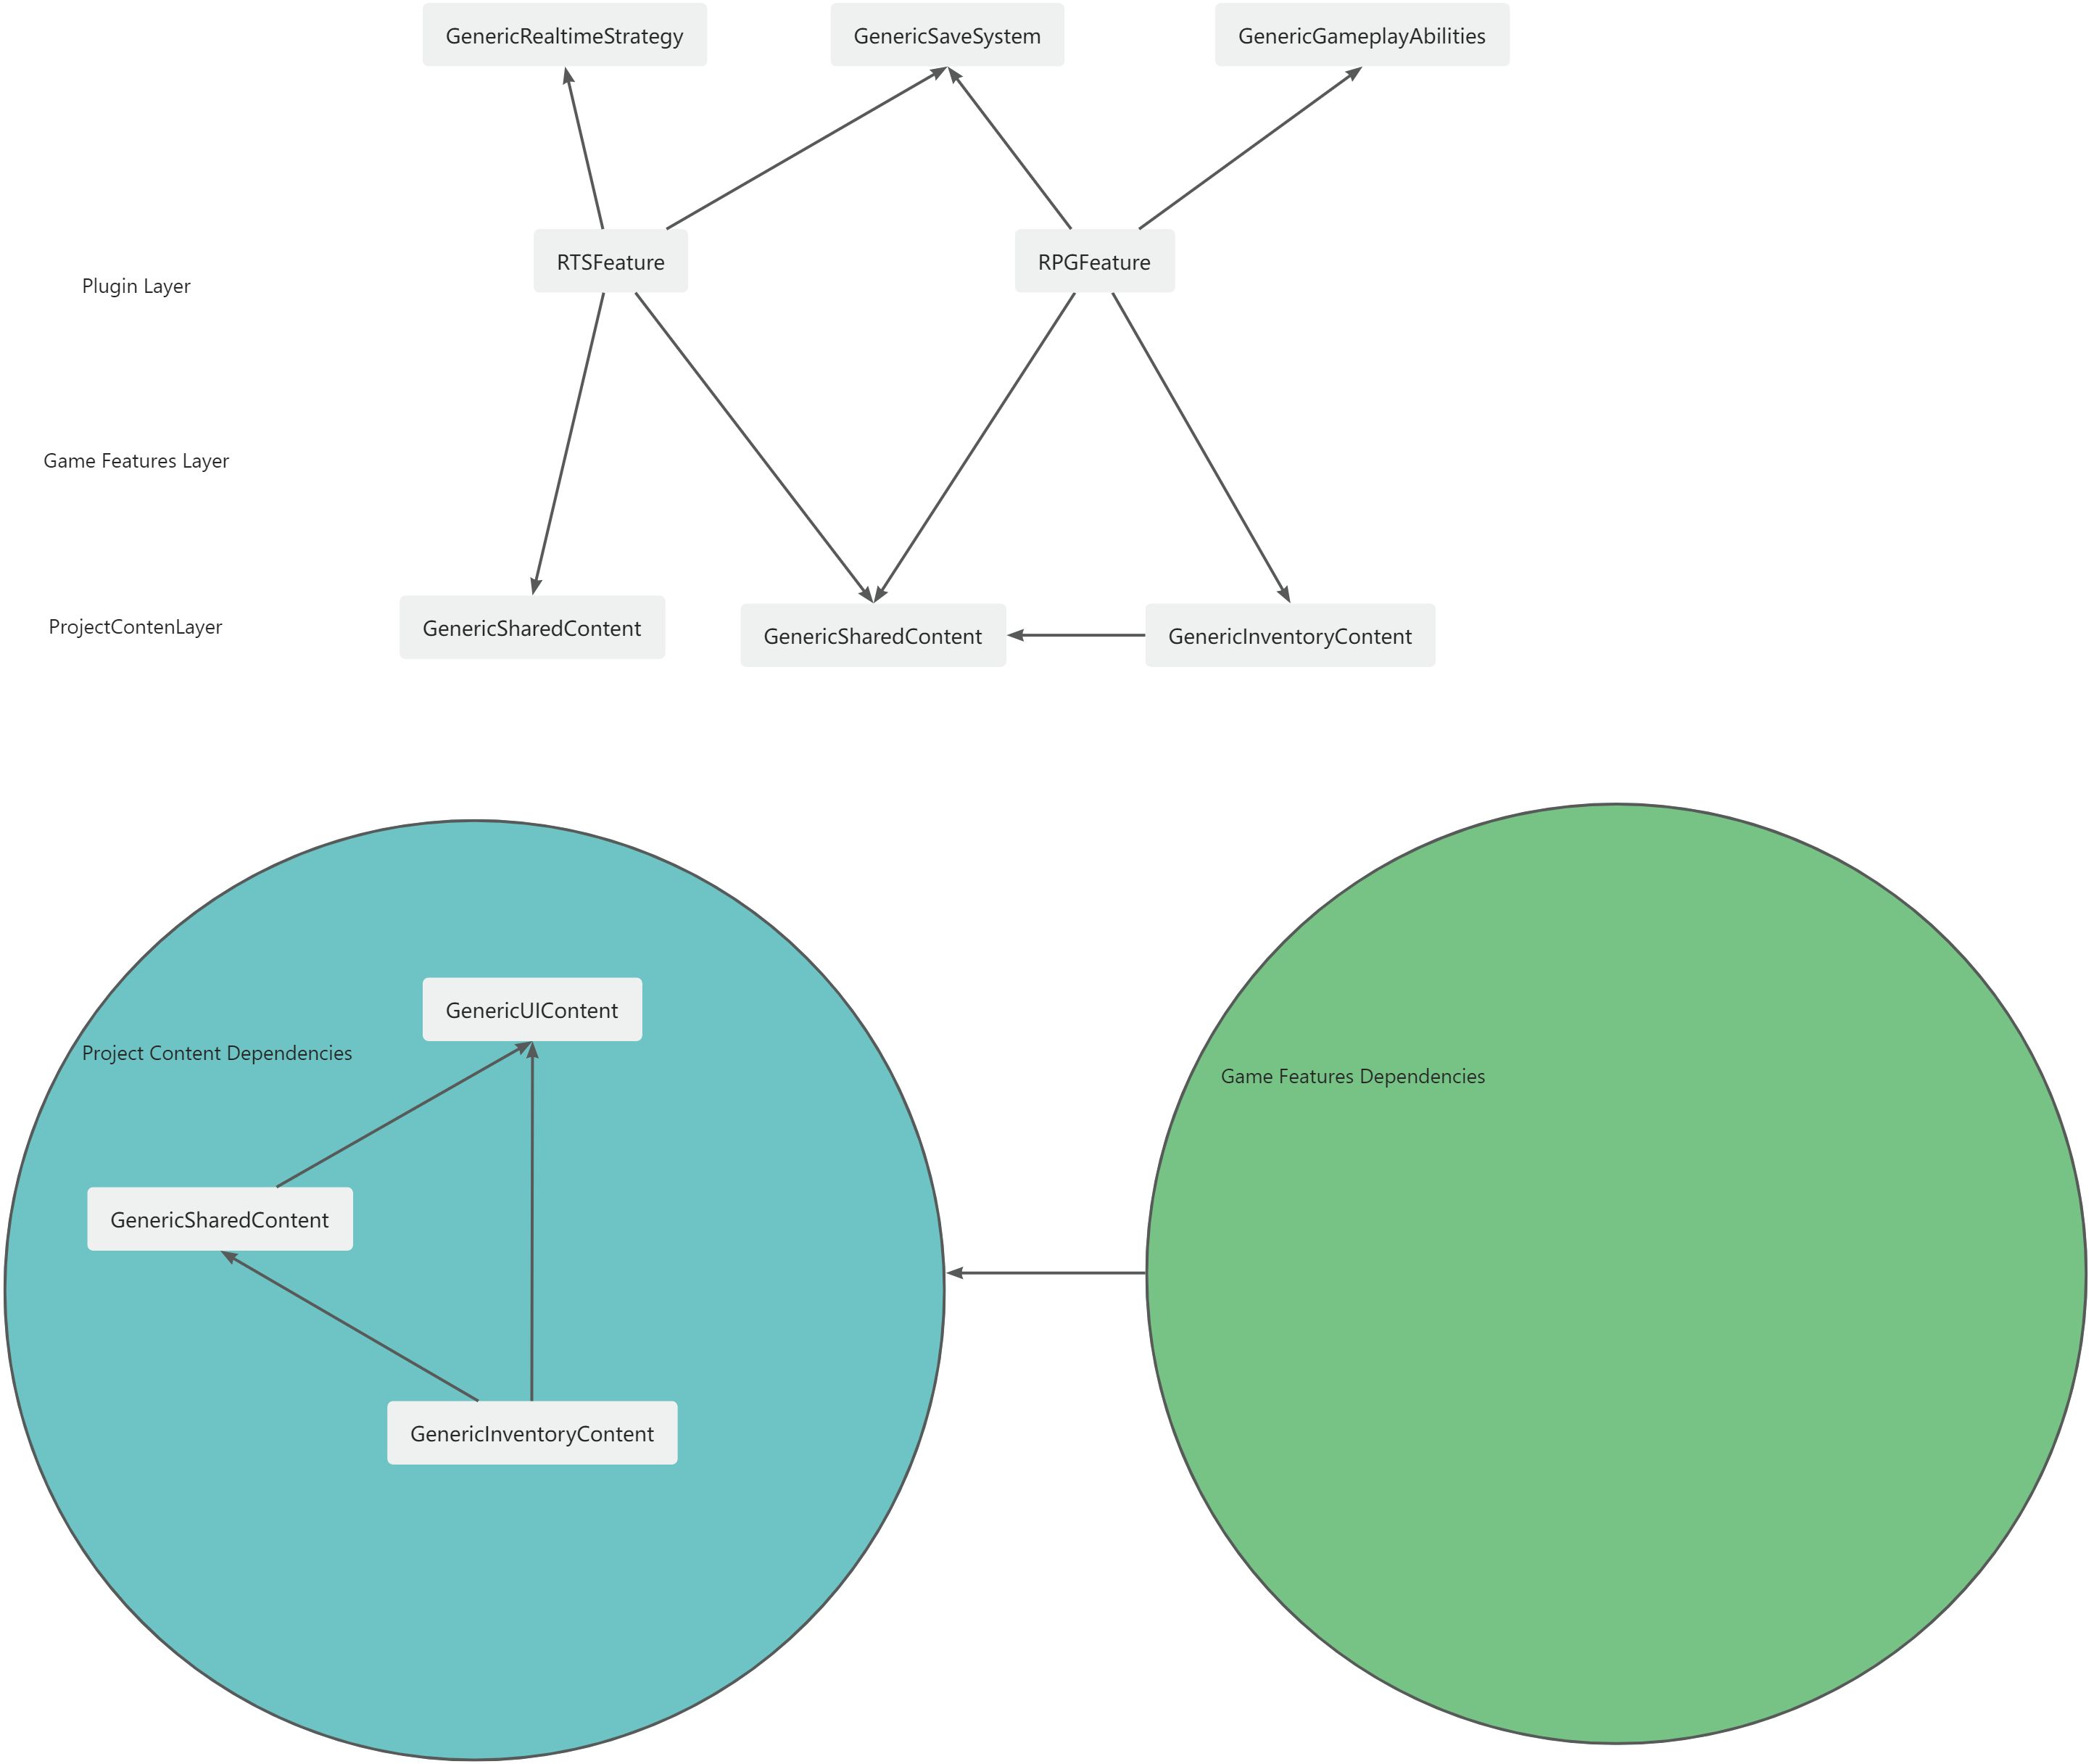 GenericRealtimeStrategy
GenericSaveSystem
GenericGameplayAbilities
RTSFeature
RPGFeature
Plugin Layer
Game Features Layer
ProjectContenLayer
GenericSharedContent
GenericSharedContent
GenericInventoryContent
GenericUIContent
Project Content Dependencies
Game Features Dependencies
GenericSharedContent
GenericInventoryContent